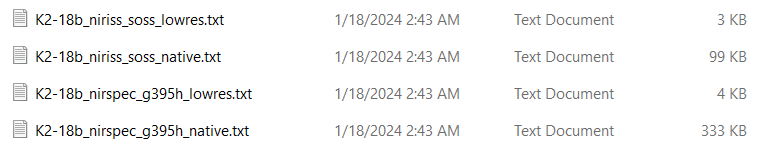 K2-18b_niriss_soss_lowres.txt 1/18/2024 2:43 AM Text Document 3 KB
K2-18b_niriss_soss_native.txt 1/18/2024 2:43 AM Text Document 99 KB
K2-18b_nirspec_g395h_lowres.txt 1/18/2024 2:43 AM Text Document 4 KB
K2-18b_nirspec_g395h_native.txt 1/18/2024 2:43 AM Text Document 333 KB